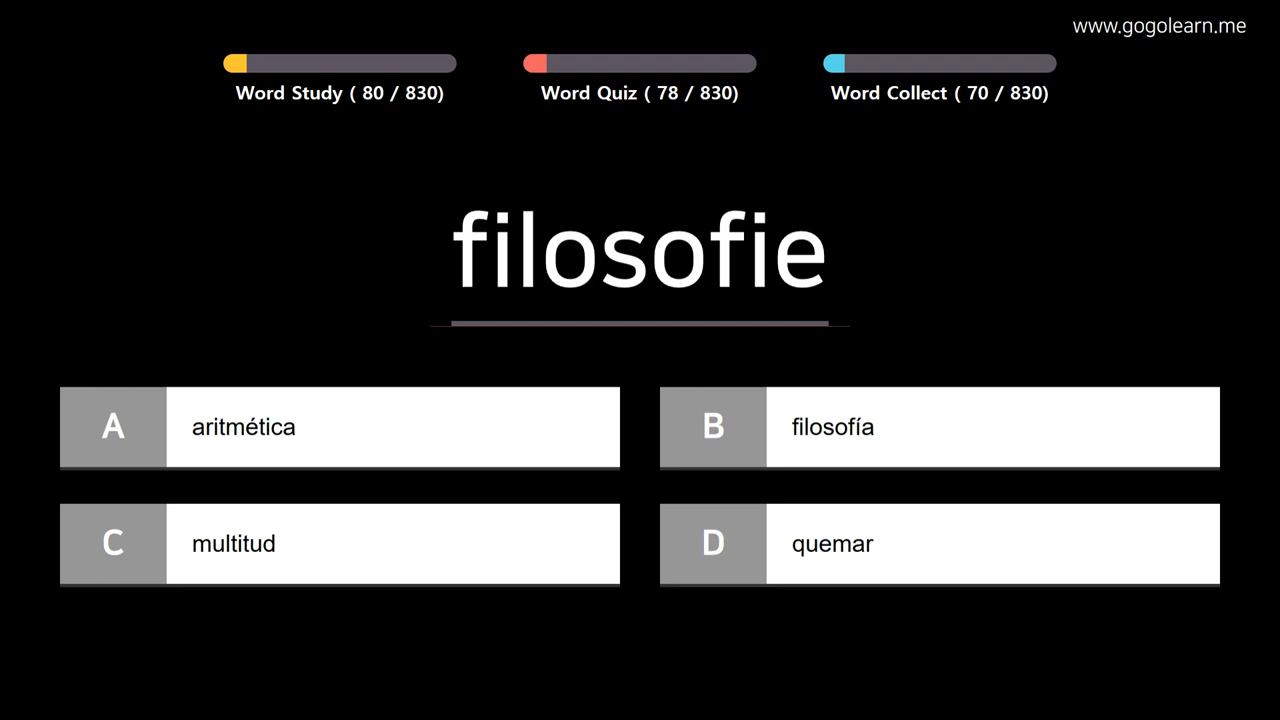 www.gogolearn.me
Word Study ( 80 / 830)
Word Quiz ( 78 / 830)
Word Collect ( 70 / 830)
filosofie
A aritmética
B filosofía
C multitud
D quemar